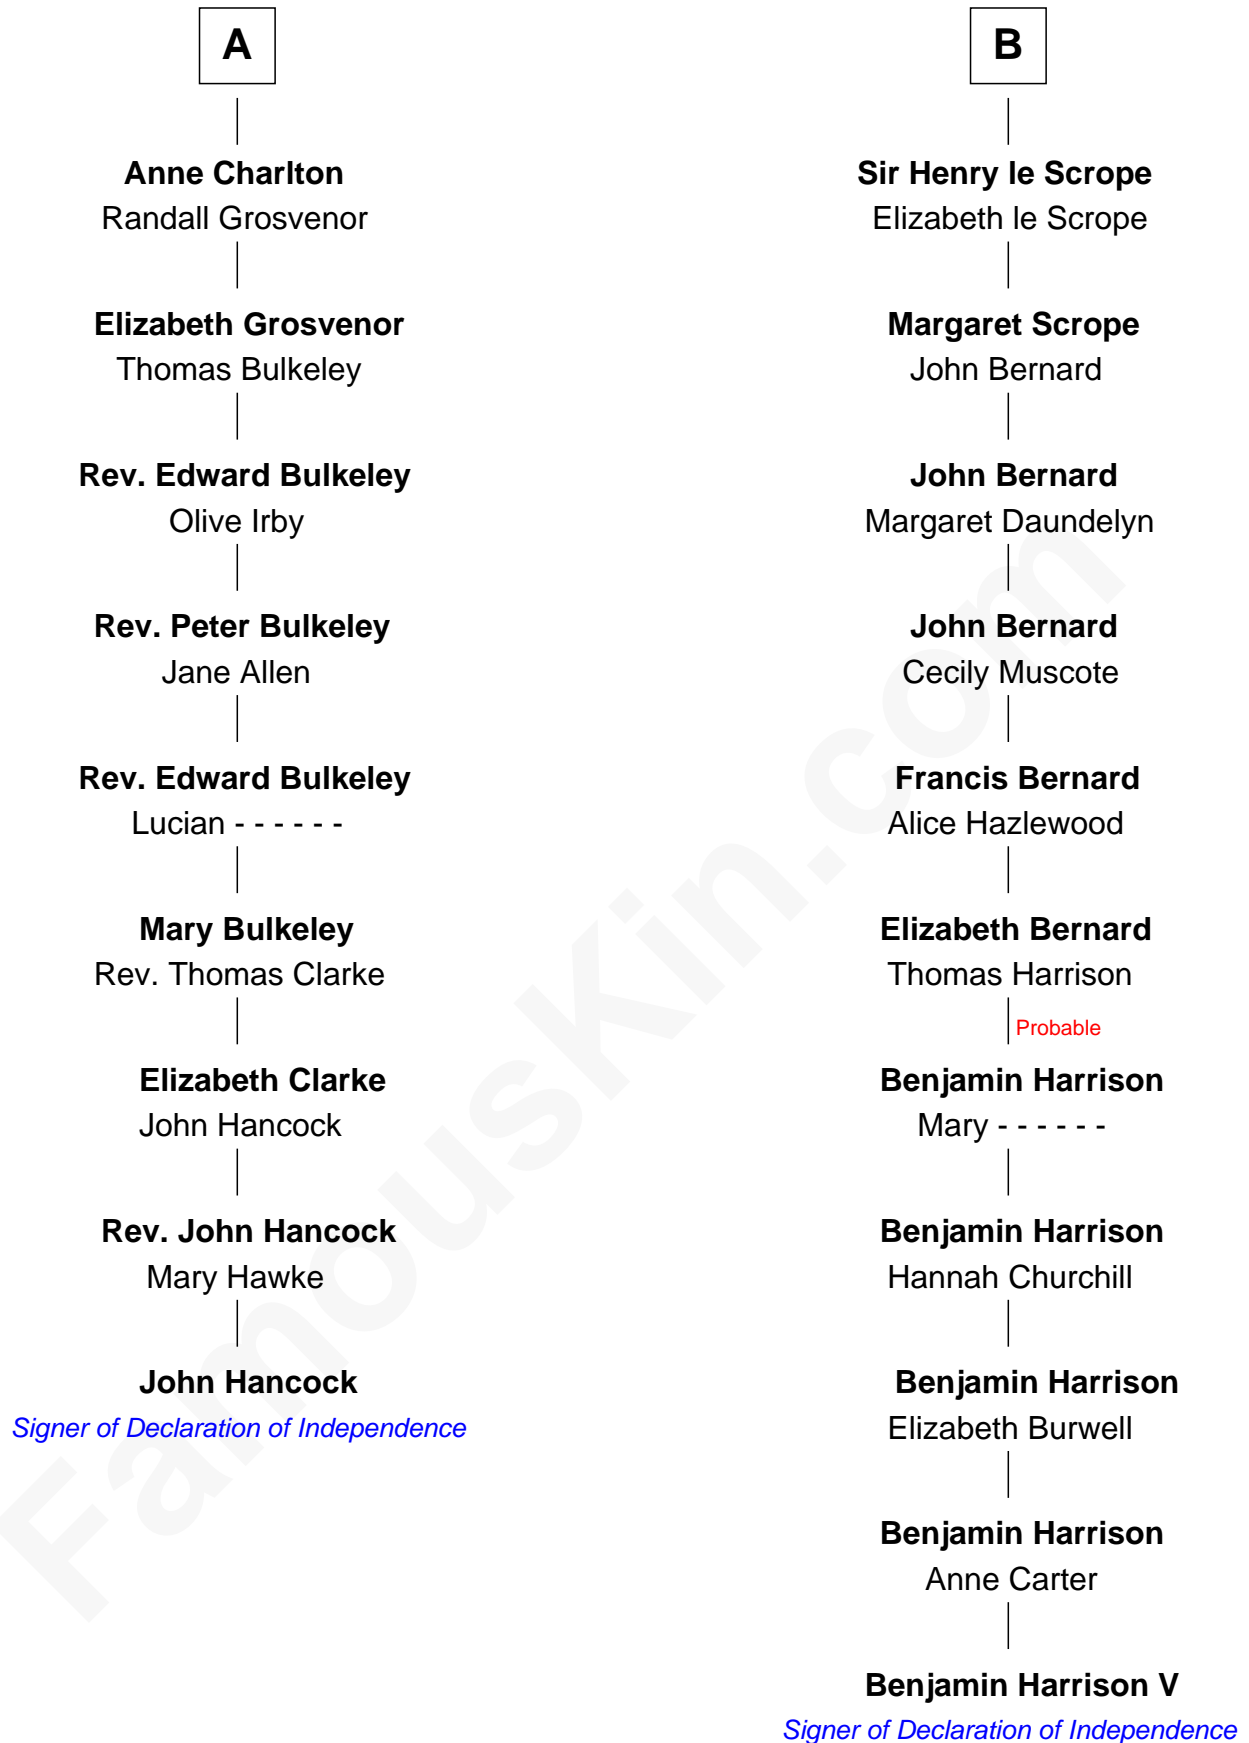 A
Anne Charlton
Randall Grosvenor
Elizabeth Grosvenor
Thomas Bulkeley
Rev. Edward Bulkeley
Olive Irby
Rev. Peter Bulkeley
Jane Allen
Rev. Edward Bulkeley
Lucian - - - - - -
Mary Bulkeley
Rev. Thomas Clarke
Elizabeth Clarke
John Hancock
Rev. John Hancock
Mary Hawke
John Hancock
Signer of Declaration of Independence
B
Sir Henry le Scrope
Elizabeth le Scrope
Margaret Scrope
John Bernard
John Bernard
Margaret Daundelyn
John Bernard
Cecily Muscote
Francis Bernard
Alice Hazlewood
Elizabeth Bernard
Thomas Harrison
Probable
Benjamin Harrison
Mary - - - - - -
Benjamin Harrison
Hannah Churchill
Benjamin Harrison
Elizabeth Burwell
Benjamin Harrison
Anne Carter
Benjamin Harrison V
Signer of Declaration of Independence
FamousKin.com